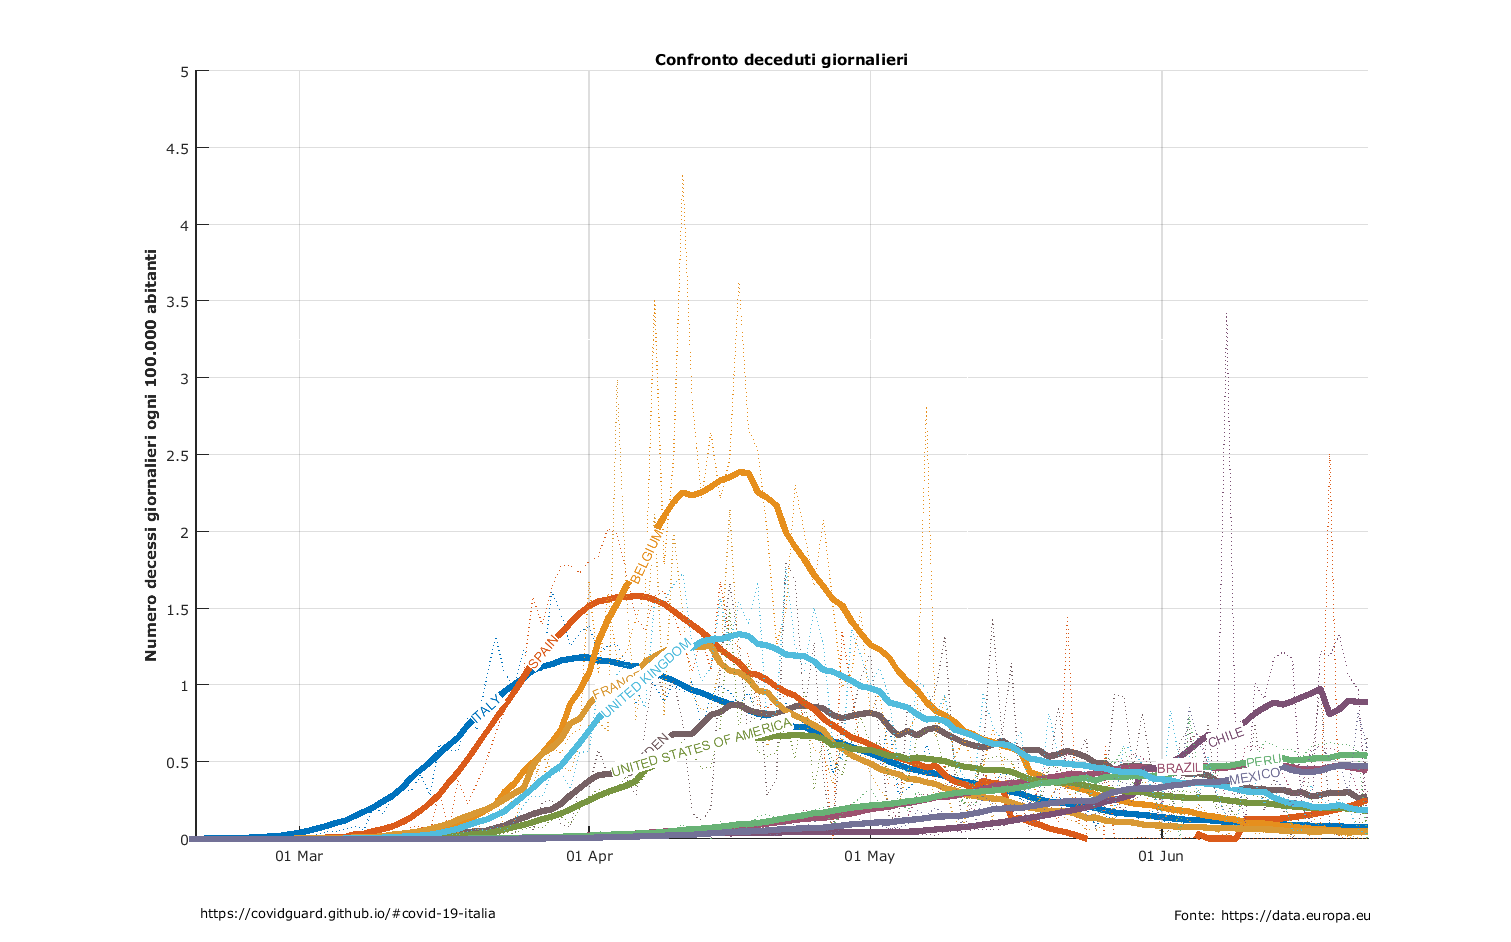 Confronto deceduti giornalieri
Numero decessi giornalieri ogni 100.000 abitanti
5
4.5
4
3.5
3
2.5
2
1.5
1
0.5
0
BELGIUM
SPAIN
ITALY
UNITED KINGDOM
UNITED STATES OF AMERICA
CHILE
BRAZIL
PERU
MEXICO
01 Mar
01 Apr
01 May
01 Jun
https://covidguard.github.io/#covid-19-italia
Fonte: https://data.europa.eu